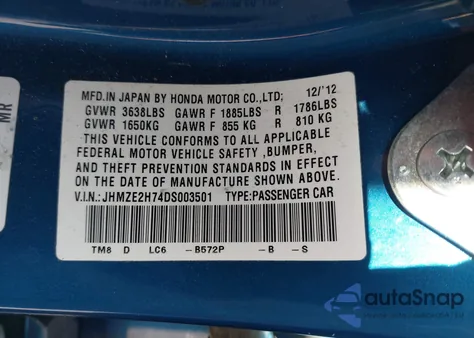 MFD.IN JAPAN BY HONDA MOTOR CO.,LTD; 12/'12
GVWR 3638LBS GAWR F 1885LBS R 1786LBS
GVWR 1650KG GAWR F 855 KG R 810 KG
THIS VEHICLE CONFORMS TO ALL APPLICABLE
FEDERAL MOTOR VEHICLE SAFETY ,BUMPER,
AND THEFT PREVENTION STANDARDS IN EFFECT
ON THE DATE OF MANUFACTURE SHOWN ABOVE.
V.I.N.: JHMZE2H74DS003501 TYPE:PASSENGER CAR
TM8 D LC6 -B572P -B -S
MR
autoSnap